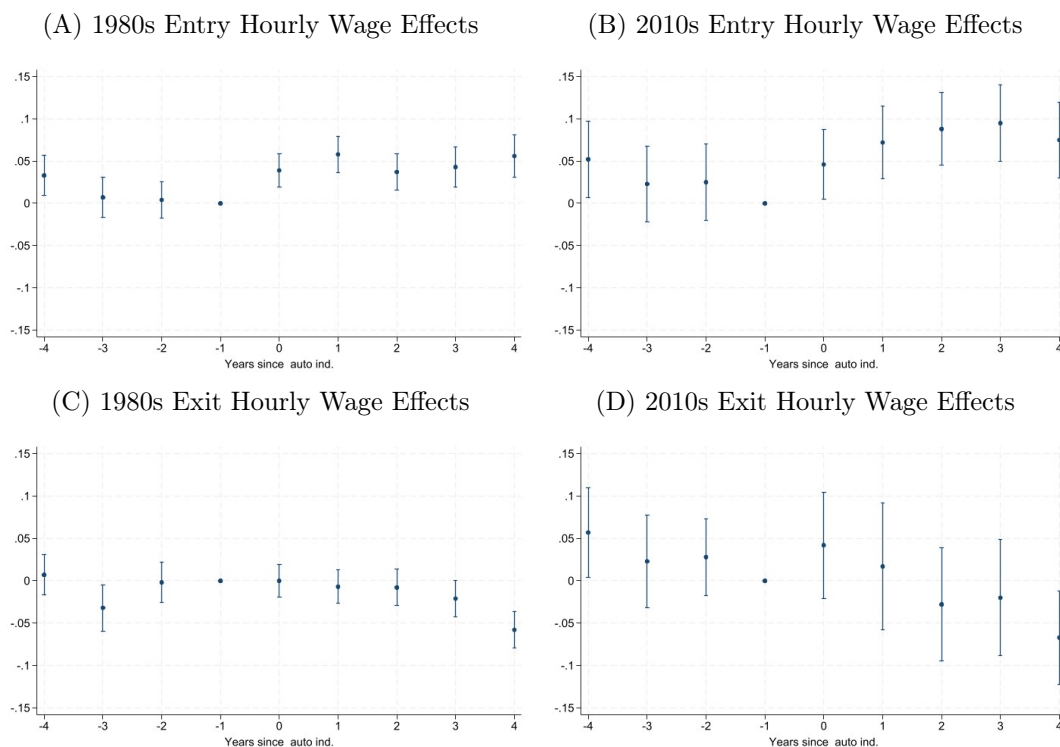 (A) 1980s Entry Hourly Wage Effects
.15
.1
.05
0
-.05
-.1
-.15
-4 -3 -2 -1 0 1 2 3 4
Years since auto ind.
(B) 2010s Entry Hourly Wage Effects
.15
.1
.05
0
-.05
-.1
-.15
-4 -3 -2 -1 0 1 2 3 4
Years since auto ind.
(C) 1980s Exit Hourly Wage Effects
.15
.1
.05
0
-.05
-.1
-.15
-4 -3 -2 -1 0 1 2 3 4
Years since auto ind.
(D) 2010s Exit Hourly Wage Effects
.15
.1
.05
0
-.05
-.1
-.15
-4 -3 -2 -1 0 1 2 3 4
Years since auto ind.